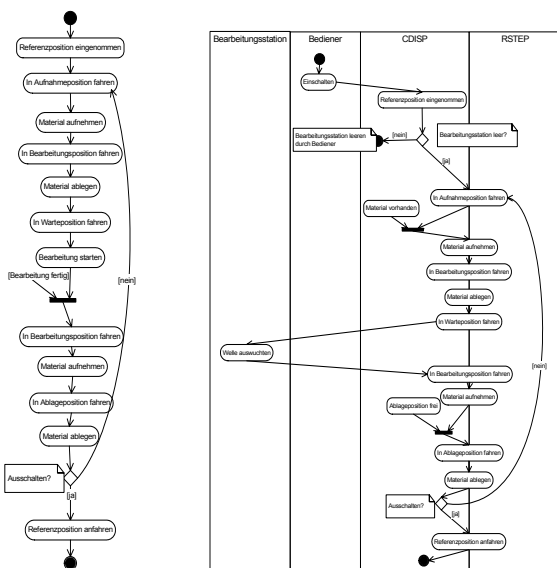 Referenzposition eingenommen
In Aufnahmeposition fahren
Material aufnehmen
In Bearbeitungsposition fahren
Material ablegen
In Warteposition fahren
Bearbeitung starten
[Bearbeitung fertig]
[nein]
In Bearbeitungsposition fahren
Material aufnehmen
In Ablageposition fahren
Material ablegen
Ausschalten?
[ja]
Referenzposition anfahren
Bearbeitungsstation
Bediener
CDISP
RSTEP
Einschalten
Referenzposition eingenommen
Bearbeitungsstation leeren
durch Bediener
[nein]
Bearbeitungsstation leer?
[ja]
In Aufnahmeposition fahren
Material vorhanden
Material aufnehmen
In Bearbeitungsposition fahren
Material ablegen
In Warteposition fahren
Welle auswuchten
[nein]
In Bearbeitungsposition fahren
Material aufnehmen
Ablageposition frei
In Ablageposition fahren
Material ablegen
Ausschalten?
[ja]
Referenzposition anfahren